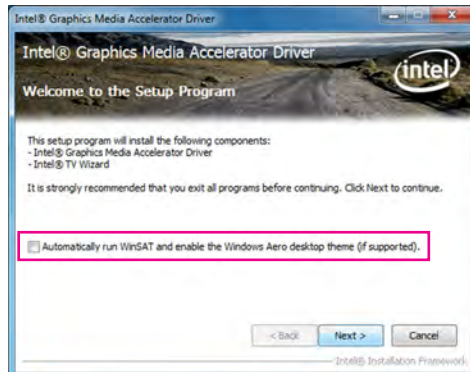 Intel® Graphics Media Accelerator Driver
Intel® Graphics Media Accelerator Driver
intel
Welcome to the Setup Program
This setup program will install the following components:
- Intel® Graphics Media Accelerator Driver
- Intel® TV Wizard
It is strongly recommended that you exit all programs before continuing. Click Next to continue.
Automatically run WinSAT and enable the Windows Aero desktop theme (if supported).
< Back Next > Cancel
Intel® Installation Framework